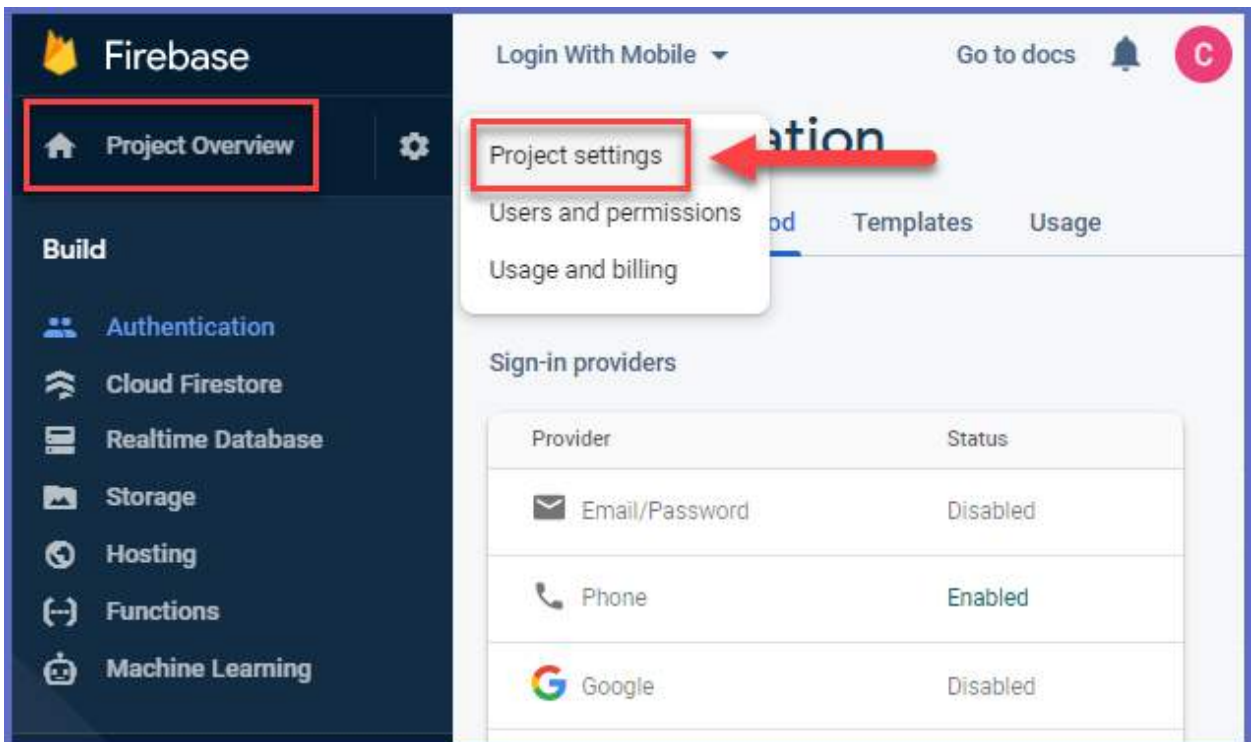 Firebase
Login With Mobile
Go to docs
C
Project Overview
Project settings
Users and permissions
Usage and billing
ation
od
Templates
Usage
Build
Authentication
Cloud Firestore
Realtime Database
Storage
Hosting
Functions
Machine Learning
Sign-in providers
Provider
Status
Email/Password
Disabled
Phone
Enabled
Google
Disabled